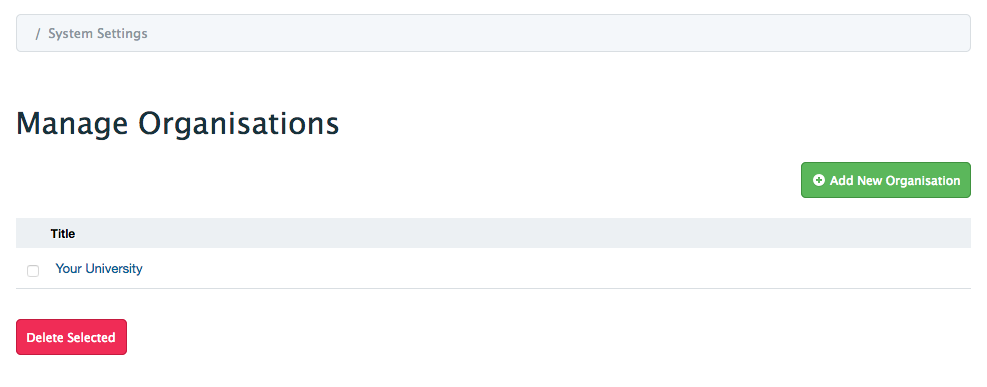 / System Settings
Manage Organisations
Add New Organisation
Title
Your University
Delete Selected